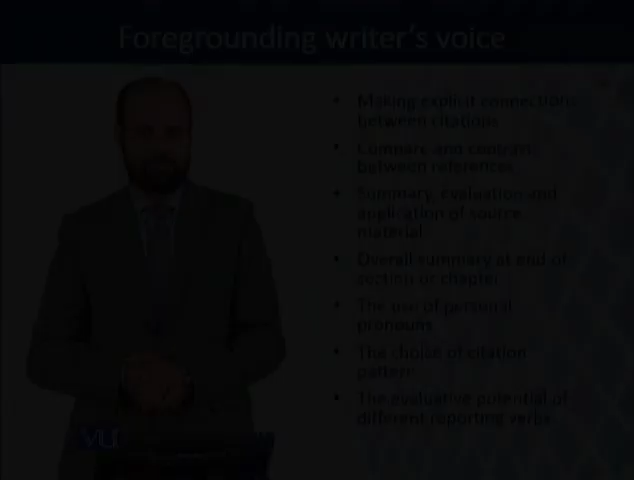 Foregrounding writer's voice
• Making explicit connections
between citations
• Compare and contrast
between references
• Summary, evaluation and
application of source
material
• Overall summary at end of
section or chapter
• The use of personal
pronouns
• The choice of citation
pattern
• The evaluative potential of
different reporting verbs